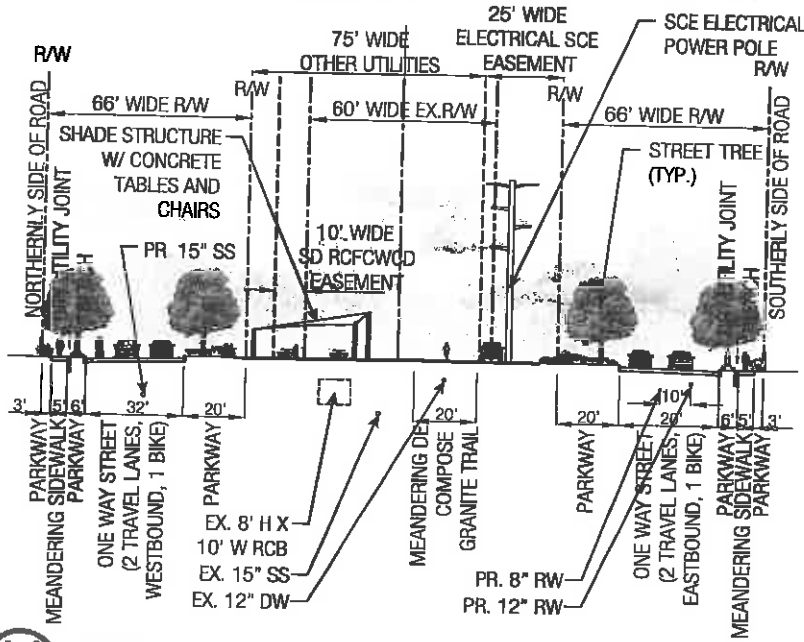 25' WIDE
ELECTRICAL SCE
EASEMENT
SCE ELECTRICAL
POWER POLE
75' WIDE
OTHER UTILITIES
R/W
R/W
R/W
R/W
66' WIDE R/W
60' WIDE EX.R/W
66' WIDE R/W
SHADE STRUCTURE
W/ CONCRETE
TABLES AND
CHAIRS
STREET TREE
(TYP.)
10' WIDE
SD RCFCWCD
EASEMENT
PR. 15" SS
NORTHERNLY SIDE OF ROAD
UTILITY JOINT
UTILITY JOINT
SOUTHERLY SIDE OF ROAD
3'
5'
6'
32'
20'
20'
20'
20'
10'
6'
5'
3'
PARKWAY
MEANDERING SIDEWALK
PARKWAY
ONE WAY STREET
(2 TRAVEL LANES,
WESTBOUND, 1 BIKE)
PARKWAY
EX. 8' H X
10' W RCB
EX. 15" SS
EX. 12" DW
MEANDERING DE
COMPOSE
GRANITE TRAIL
PARKWAY
PR. 8" RW
PR. 12" RW
ONE WAY STREET
(2 TRAVEL LANES,
EASTBOUND, 1 BIKE)
PARKWAY
MEANDERING SIDEWALK
PARKWAY